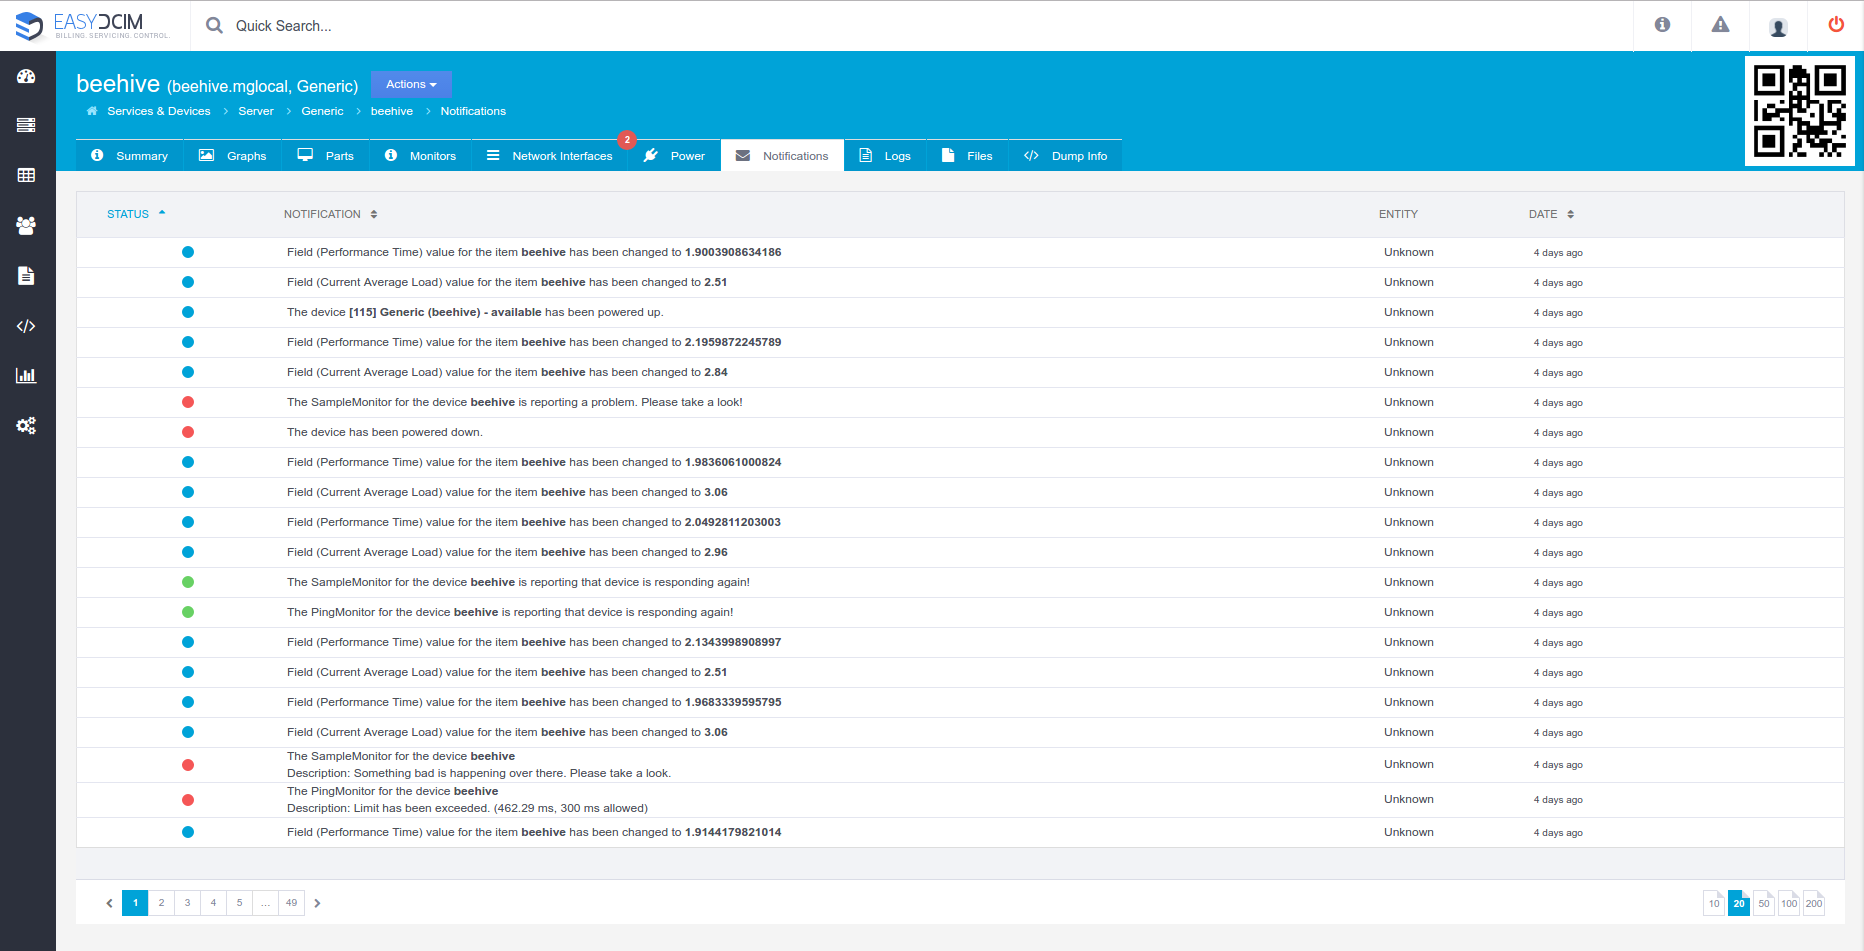 EASYDCIM
BILLING. SERVICING. CONTROL.
Quick Search...
beehive (beehive.mglocal, Generic)
Actions
Services & Devices > Server > Generic > beehive > Notifications
Summary
Graphs
Parts
Monitors
Network Interfaces
2
Power
Notifications
Logs
Files
Dump Info
STATUS NOTIFICATION ENTITY DATE
Field (Performance Time) value for the item beehive has been changed to 1.9003908634186 Unknown 4 days ago
Field (Current Average Load) value for the item beehive has been changed to 2.51 Unknown 4 days ago
The device [115] Generic (beehive) - available has been powered up. Unknown 4 days ago
Field (Performance Time) value for the item beehive has been changed to 2.1959872245789 Unknown 4 days ago
Field (Current Average Load) value for the item beehive has been changed to 2.84 Unknown 4 days ago
The SampleMonitor for the device beehive is reporting a problem. Please take a look! Unknown 4 days ago
The device has been powered down. Unknown 4 days ago
Field (Performance Time) value for the item beehive has been changed to 1.9836061000824 Unknown 4 days ago
Field (Current Average Load) value for the item beehive has been changed to 3.06 Unknown 4 days ago
Field (Performance Time) value for the item beehive has been changed to 2.0492811203003 Unknown 4 days ago
Field (Current Average Load) value for the item beehive has been changed to 2.96 Unknown 4 days ago
The SampleMonitor for the device beehive is reporting that device is responding again! Unknown 4 days ago
The PingMonitor for the device beehive is reporting that device is responding again! Unknown 4 days ago
Field (Performance Time) value for the item beehive has been changed to 2.1343998908997 Unknown 4 days ago
Field (Current Average Load) value for the item beehive has been changed to 2.51 Unknown 4 days ago
Field (Performance Time) value for the item beehive has been changed to 1.9683339595795 Unknown 4 days ago
Field (Current Average Load) value for the item beehive has been changed to 3.06 Unknown 4 days ago
The SampleMonitor for the device beehive
Description: Something bad is happening over there. Please take a look. Unknown 4 days ago
The PingMonitor for the device beehive
Description: Limit has been exceeded. (462.29 ms, 300 ms allowed) Unknown 4 days ago
Field (Performance Time) value for the item beehive has been changed to 1.9144179821014 Unknown 4 days ago
1 2 3 4 5 ... 49
10 20 50 100 200